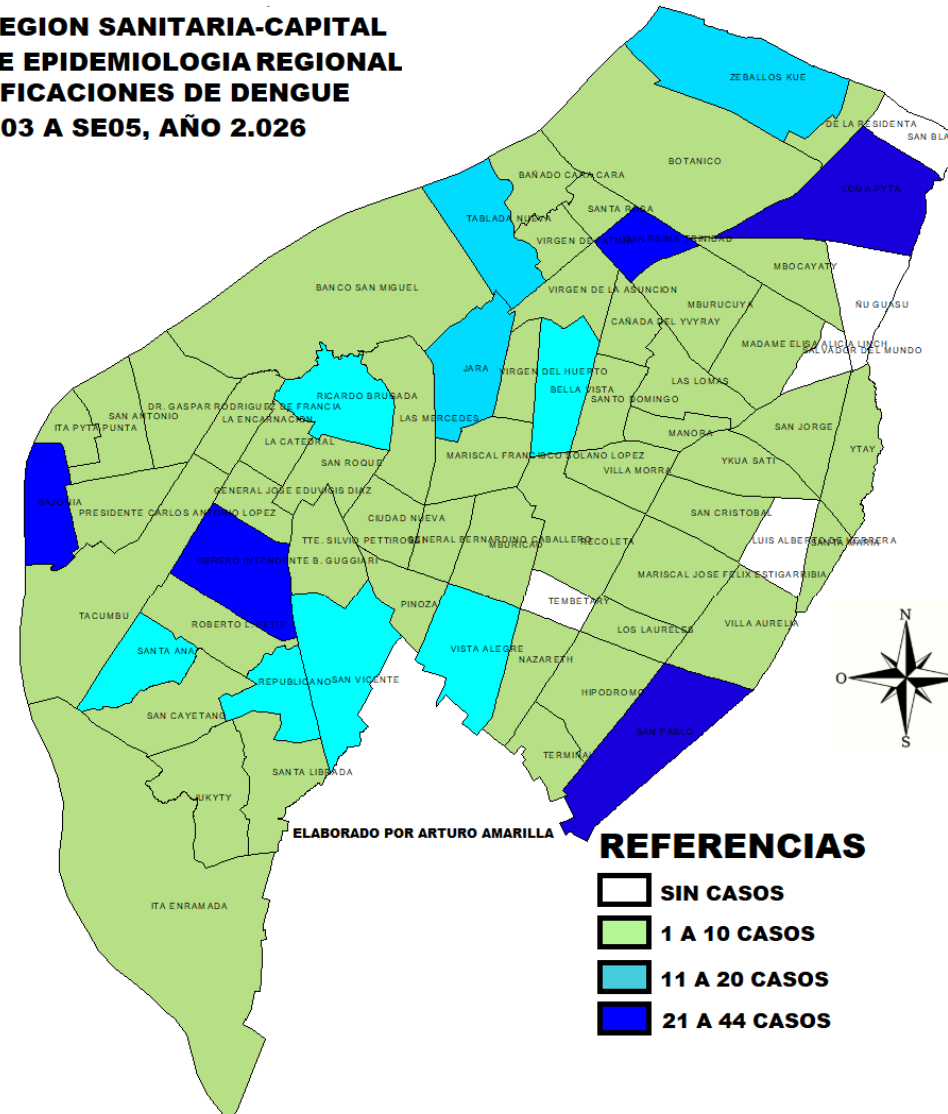 EGION SANITARIA-CAPITAL
E EPIDEMIOLOGIA REGIONAL
FICACIONES DE DENGUE
03 A SE05, AÑO 2.026
ZEBALLOS KUE
DE LA RESIDENTA
SAN BLA
BOTANICO
BAÑADO CARA CARA
LOMA PYTA
SANTA ROSA
TABLADA NUEVA
VIRGEN DE FATIMA
SANTISIMA TRINIDAD
MBOCAYATY
BANCO SAN MIGUEL
VIRGEN DE LA ASUNCION
MBURUCUYA
ÑU GUASU
CAÑADA DEL YVYRAY
MADAME ELISA ALICIA LINCH
SALVADOR DEL MUNDO
JARA
VIRGEN DEL HUERTO
LAS LOMAS
BELLA VISTA
RICARDO BRUGADA
SANTO DOMINGO
DR. GASPAR RODRIGUEZ DE FRANCIA
SAN ANTONIO
LA ENCARNACION
LAS MERCEDES
ITA PYTA PUNTA
SAN JORGE
MANORA
LA CATEDRAL
YTAY
MARISCAL FRANCISCO SOLANO LOPEZ
SAN ROQUE
YKUA SATI
VILLA MORRA
GENERAL JOSE EDUVIGIS DIAZ
SAJONIA
PRESIDENTE CARLOS ANTONIO LOPEZ
SAN CRISTOBAL
CIUDAD NUEVA
TTE. SILVIO PETTIROSSI
GENERAL BERNARDINO CABALLERO
MBURICAO
RECOLETA
LUIS ALBERTO DE HERRERA
SANTA MARIA
OBRERO INTENDENTE B. GUGGIARI
MARISCAL JOSE FELIX ESTIGARRIBIA
PINOZA
TEMBETARY
TACUMBU
ROBERTO L. PETIT
LOS LAURELES
VILLA AURELIA
SANTA ANA
VISTA ALEGRE
NAZARETH
REPUBLICANO
SAN VICENTE
HIPODROMO
SAN CAYETANO
SAN PABLO
TERMINAL
SANTA LIBRADA
JUKYTY
ITA ENRAMADA
N
O
S
ELABORADO POR ARTURO AMARILLA
REFERENCIAS
SIN CASOS
1 A 10 CASOS
11 A 20 CASOS
21 A 44 CASOS